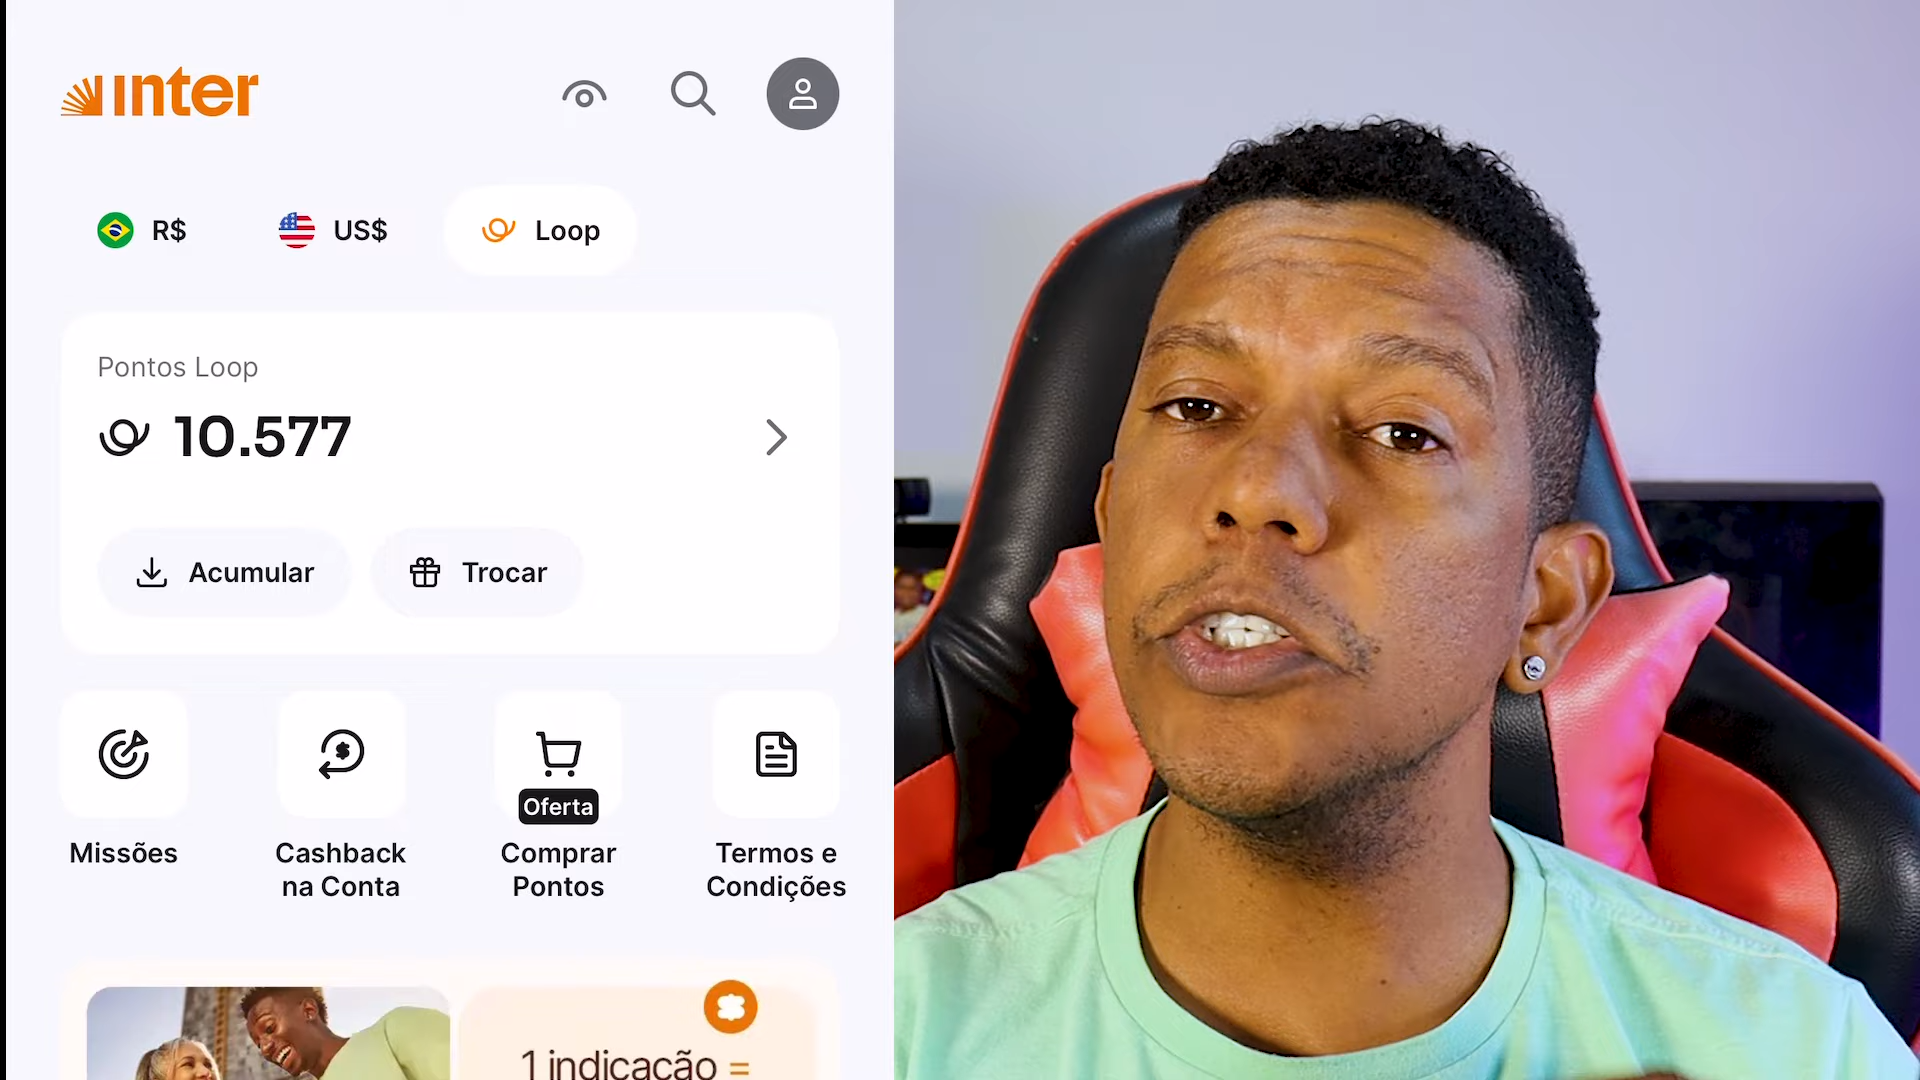 inter
R$
US$
Loop
Pontos Loop
10.577
Acumular
Trocar
Oferta
Missões
Cashback
na Conta
Comprar
Pontos
Termos e
Condições
1 indicação =